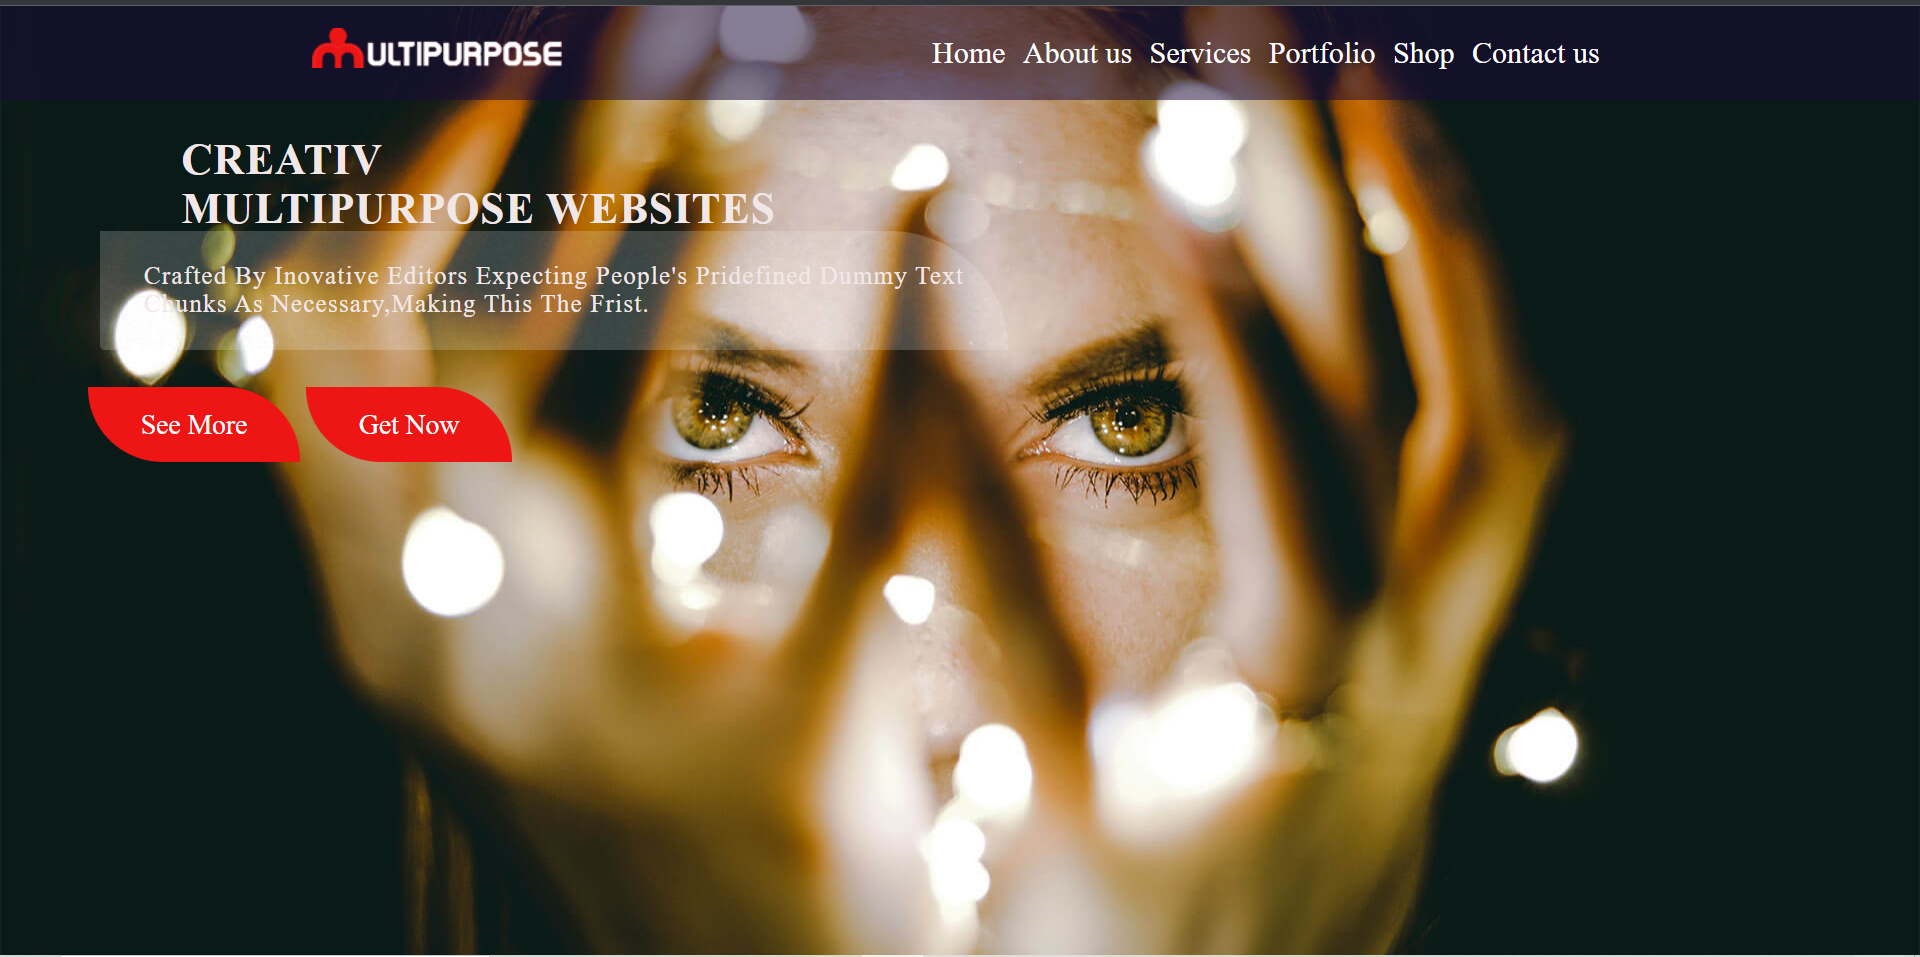 MULTIPURPOSE
Home About us Services Portfolio Shop Contact us
CREATIV
MULTIPURPOSE WEBSITES
Crafted By Inovative Editors Expecting People's Pridefined Dummy Text
Chunks As Necessary,Making This The Frist.
See More
Get Now